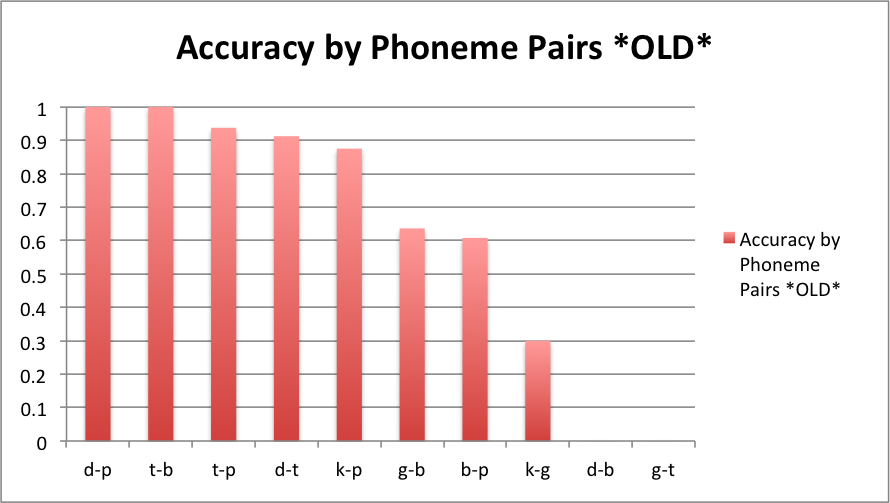 Accuracy by Phoneme Pairs *OLD*
1
0.9
0.8
0.7
0.6
0.5
0.4
0.3
0.2
0.1
0
d-p t-b t-p d-t k-p g-b b-p k-g d-b g-t
Accuracy by
Phoneme
Pairs *OLD*